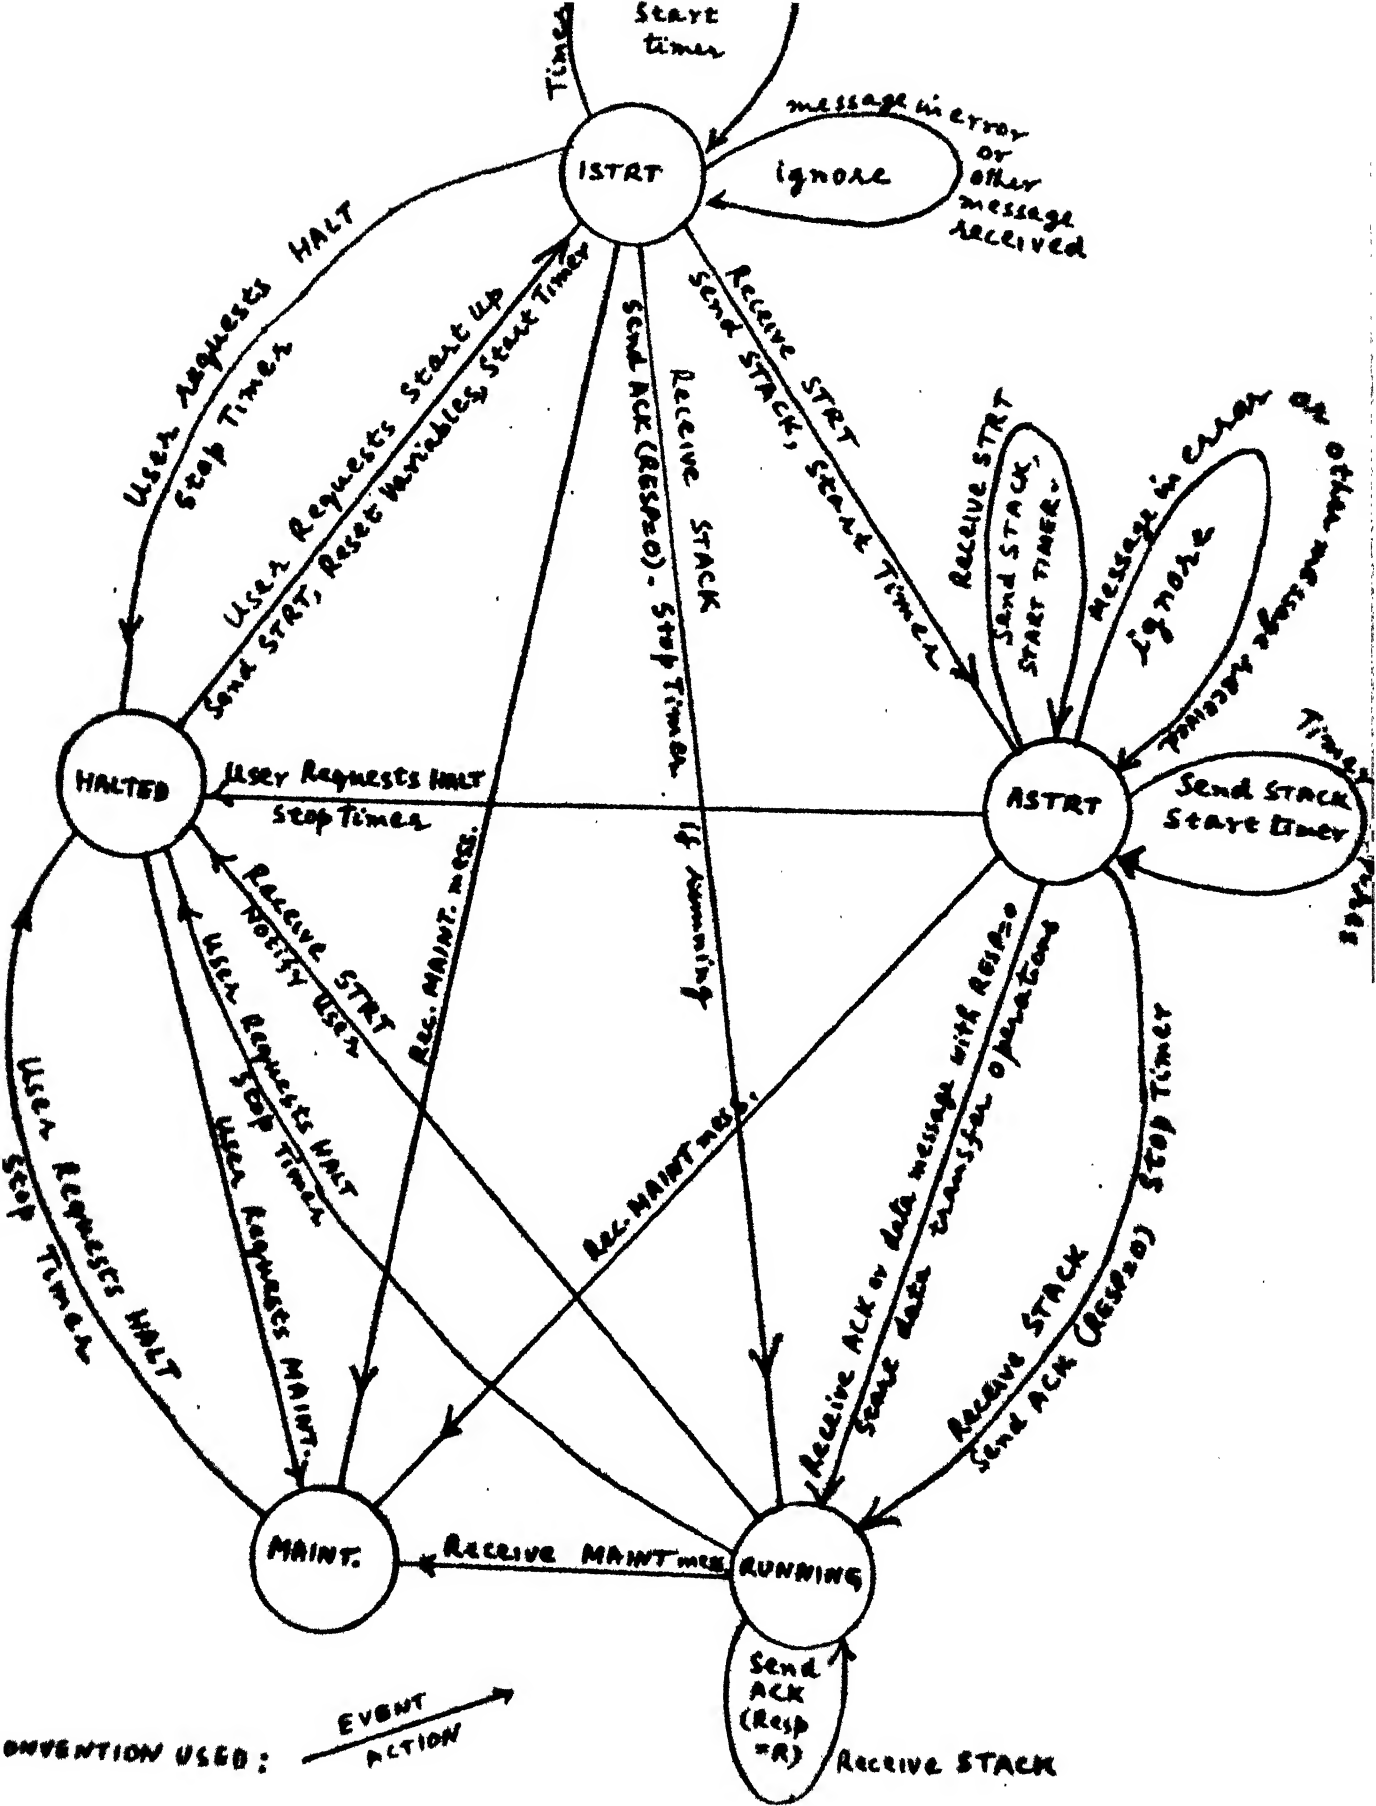 Timer
Start
timer
ISTRT
ignore
message in error
or
other
message
received
User requests HALT
Stop Timer
User Requests Start Up
Send STRT, Reset Variables, Start Timer
Receive STACK
Send ACK (RESP=0). Stop Timer if running
Receive STRT
Send STACK, Start Timer
Receive STRT
Send STACK,
START TIMER.
Message in error or other message received
ignore
HALTED
User Requests HALT
Stop Timer
ASTRT
Send STACK
Start timer
Timer
Rec. MAINT. mess.
Receive STRT
Notify User
User Requests HALT
Stop Timer
User Requests MAINT.
User Requests HALT
Stop Timer
Rec. MAINT mess.
Receive ACK or data message with RESP=0
Start data transfer operations
Receive STACK
Send ACK (RESP=0) STOP Timer
MAINT.
Receive MAINT mess.
RUNNING
Send
ACK
(Resp
=R)
Receive STACK
ONVENTION USED:
EVENT
ACTION